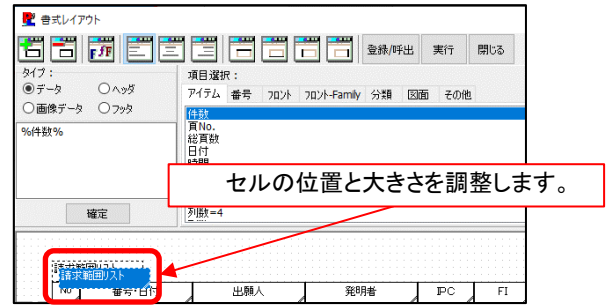 書式レイアウト
登録/呼出 実行 閉じる
タイプ： 項目選択：
データ ヘッダ
画像データ フッタ
アイテム 番号 フロント フロント-Family 分類 図面 その他
%件数%
件数
頁No.
総頁数
日付
時間
セルの位置と大きさを調整します。
確定
列数=4
請求範囲リスト
請求範囲リスト
No 番号・日付 出願人 発明者 IPC FI